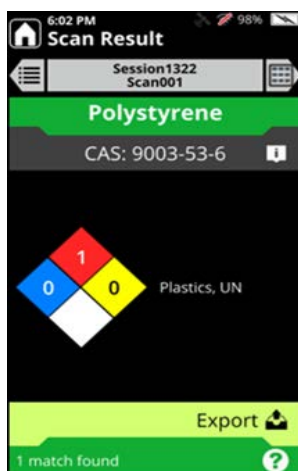 6:02 PM
98%
Scan Result
Session1322
Scan001
Polystyrene
CAS: 9003-53-6
1
0
0
Plastics, UN
Export
1 match found
?